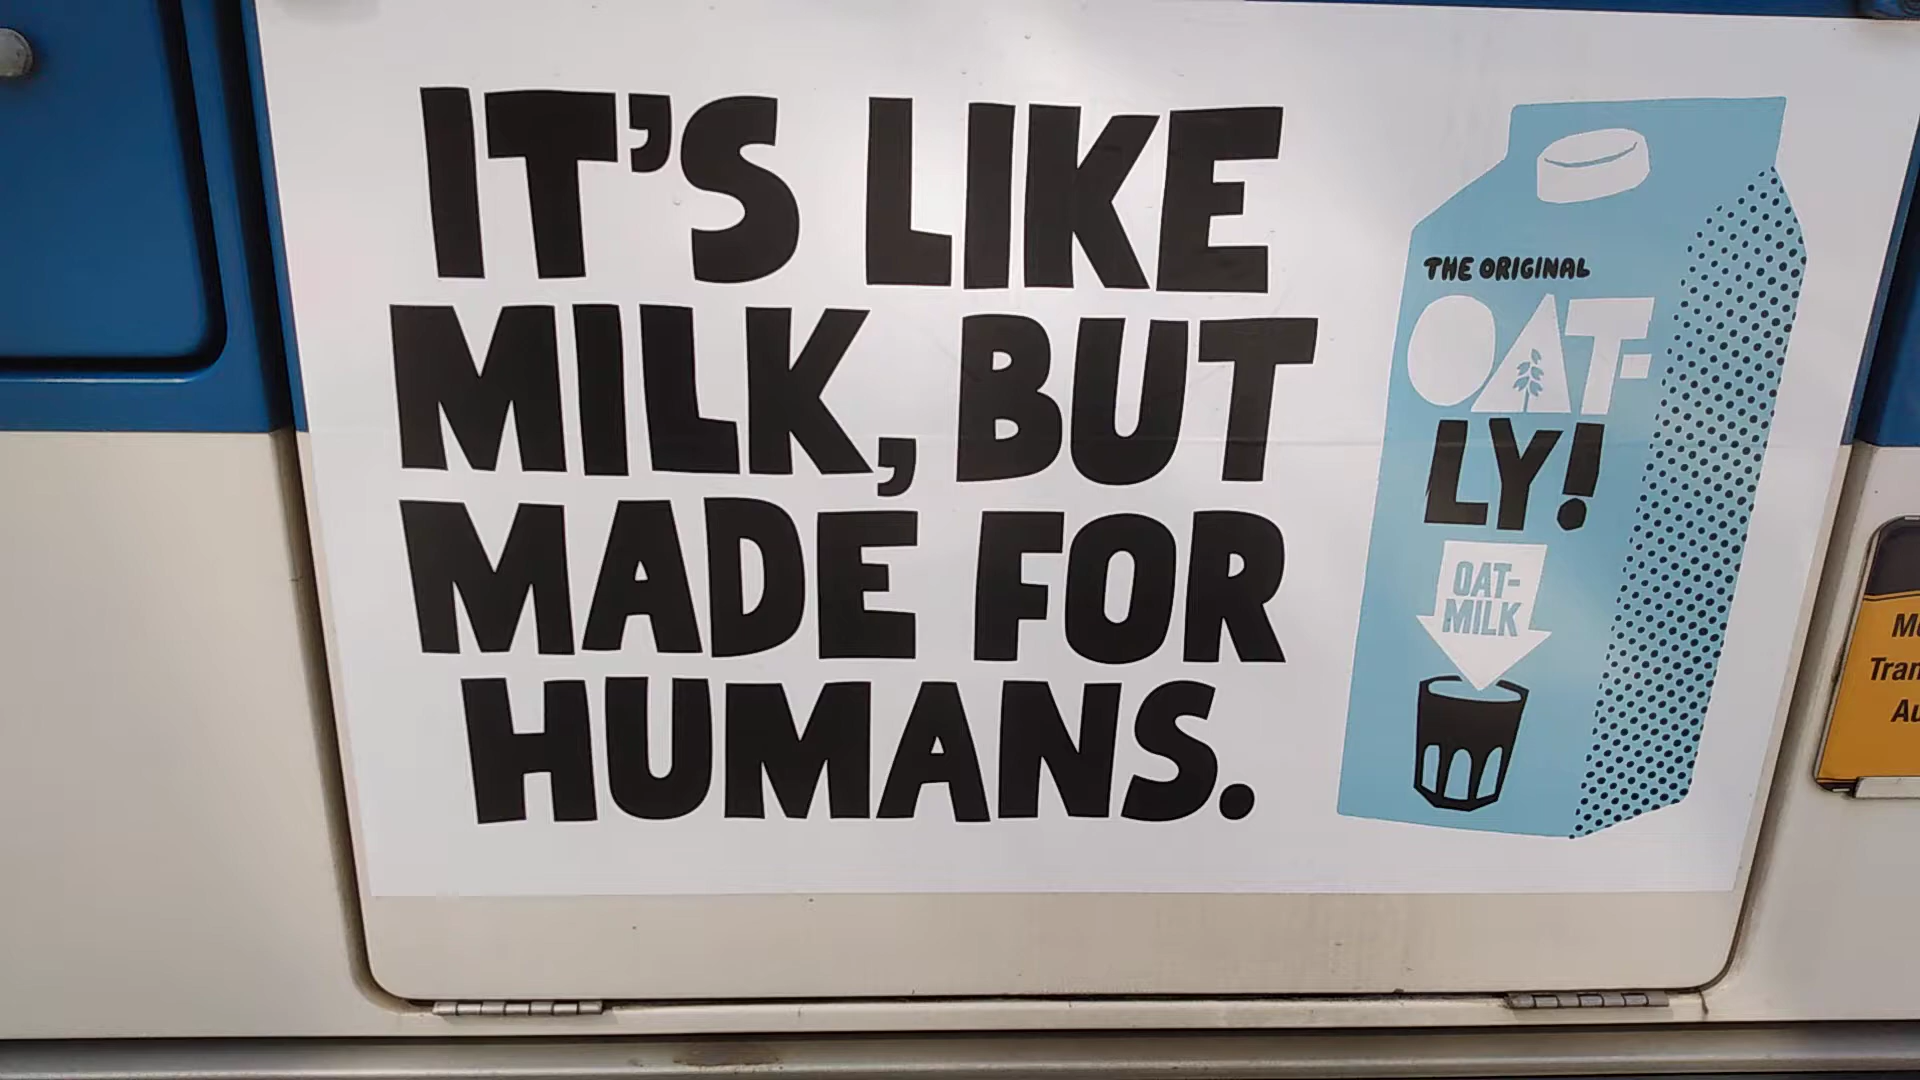 IT'S LIKE
MILK, BUT
MADE FOR
HUMANS.
THE ORIGINAL
OAT-
LY!
OAT-
MILK